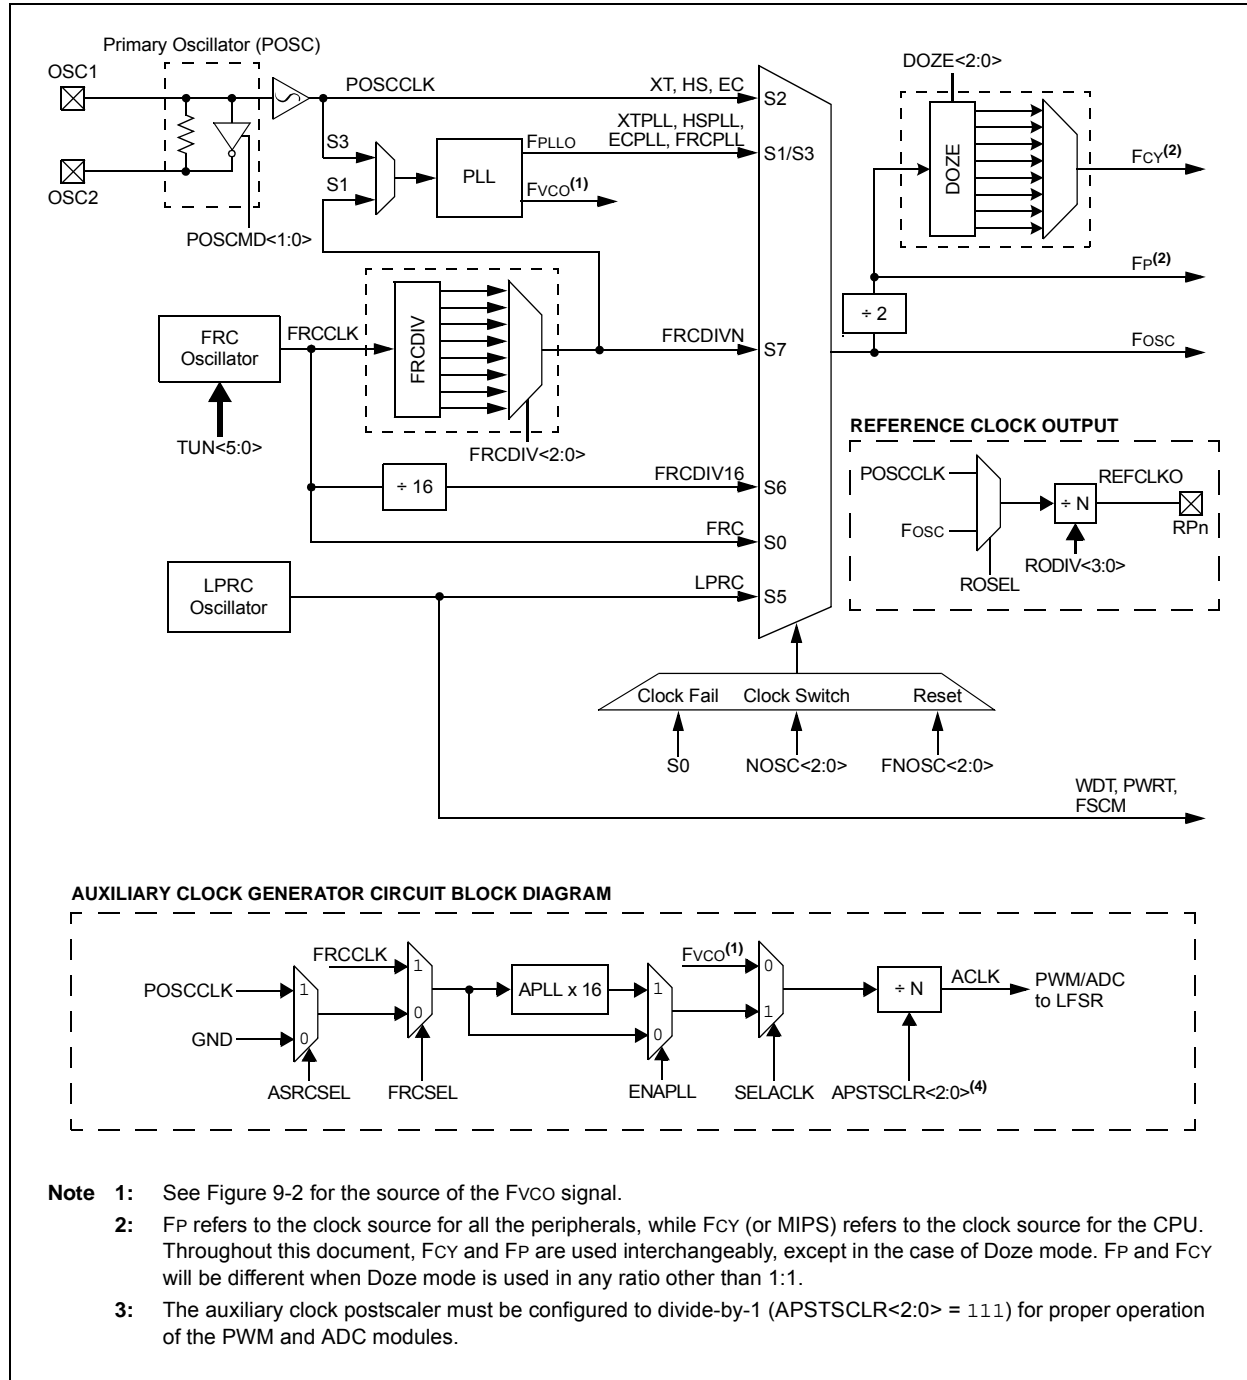 Primary Oscillator (POSC)
OSC1
OSC2
POSCMD<1:0>
POSCCLK
XT, HS, EC
S2
S3
S1
PLL
FPLLO
FVCO(1)
XTPLL, HSPLL,
ECPLL, FRCPLL
S1/S3
DOZE<2:0>
DOZE
FCY(2)
FP(2)
÷ 2
FOSC
FRC
Oscillator
FRCCLK
TUN<5:0>
FRCDIV
FRCDIV<2:0>
FRCDIVN
S7
÷ 16
FRCDIV16
S6
FRC
S0
LPRC
Oscillator
LPRC
S5
REFERENCE CLOCK OUTPUT
POSCCLK
FOSC
ROSEL
÷ N
REFCLKO
RPn
RODIV<3:0>
Clock Fail
Clock Switch
Reset
S0
NOSC<2:0>
FNOSC<2:0>
WDT, PWRT,
FSCM
AUXILIARY CLOCK GENERATOR CIRCUIT BLOCK DIAGRAM
POSCCLK
GND
1
0
ASRCSEL
FRCCLK
1
0
FRCSEL
APLL x 16
1
0
ENAPLL
FVCO(1)
0
1
SELACLK
÷ N
APSTSCLR<2:0>(4)
ACLK
PWM/ADC
to LFSR
Note 1: See Figure 9-2 for the source of the FVCO signal.
2: FP refers to the clock source for all the peripherals, while FCY (or MIPS) refers to the clock source for the CPU.
Throughout this document, FCY and FP are used interchangeably, except in the case of Doze mode. FP and FCY
will be different when Doze mode is used in any ratio other than 1:1.
3: The auxiliary clock postscaler must be configured to divide-by-1 (APSTSCLR<2:0> = 111) for proper operation
of the PWM and ADC modules.